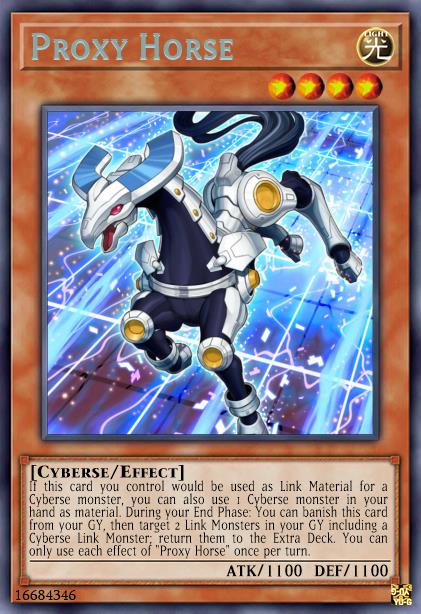 PROXY HORSE
LIGHT
光
[CYBERSE/EFFECT]
If this card you control would be used as Link Material for a
Cyberse monster, you can also use 1 Cyberse monster in your
hand as material. During your End Phase: You can banish this card
from your GY, then target 2 Link Monsters in your GY including a
Cyberse Link Monster; return them to the Extra Deck. You can
only use each effect of "Proxy Horse" once per turn.
ATK/1100 DEF/1100
16684346